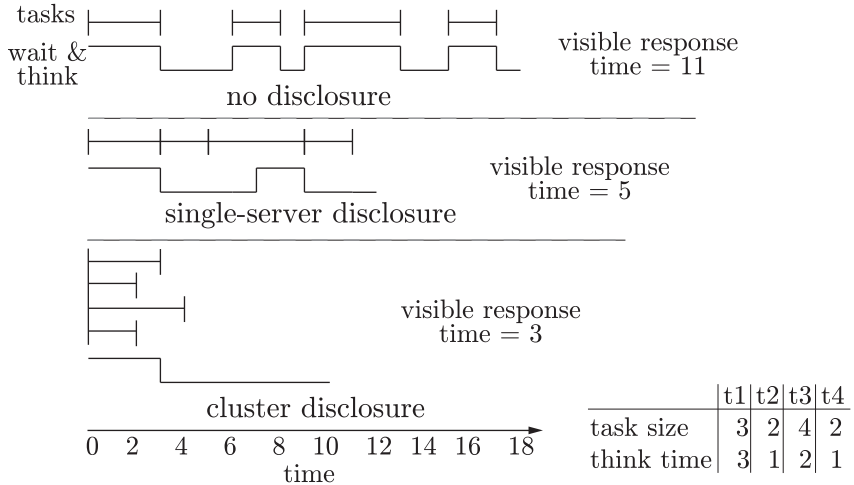 tasks
wait &
think
visible response
time = 11
no disclosure
visible response
time = 5
single-server disclosure
visible response
time = 3
cluster disclosure
0 2 4 6 8 10 12 14 16 18
time
t1 t2 t3 t4
task size 3 2 4 2
think time 3 1 2 1